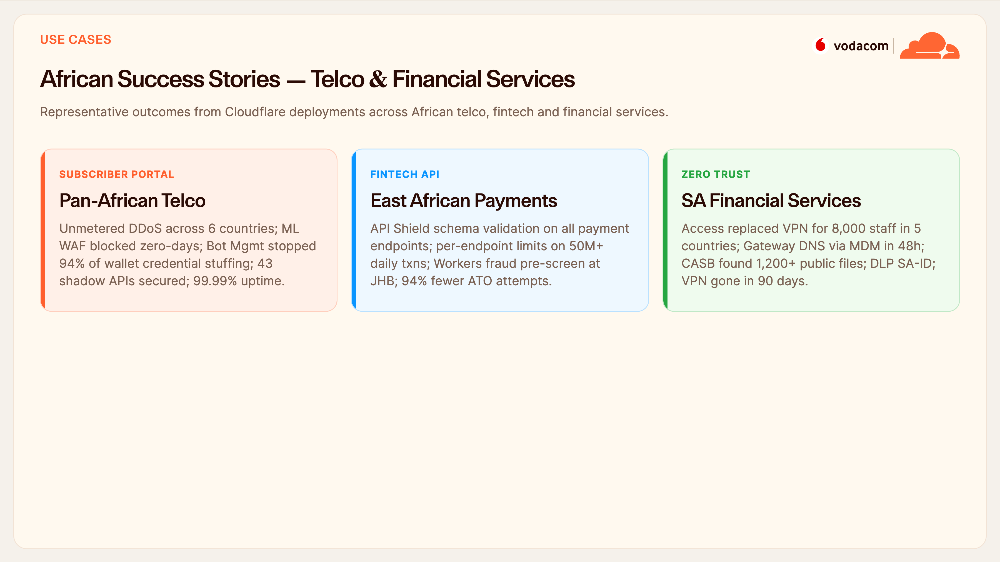 USE CASES
vodacom
African Success Stories — Telco & Financial Services
Representative outcomes from Cloudflare deployments across African telco, fintech and financial services.
SUBSCRIBER PORTAL
Pan-African Telco
Unmetered DDoS across 6 countries; ML
WAF blocked zero-days; Bot Mgmt stopped
94% of wallet credential stuffing; 43
shadow APIs secured; 99.99% uptime.
FINTECH API
East African Payments
API Shield schema validation on all payment
endpoints; per-endpoint limits on 50M+
daily txns; Workers fraud pre-screen at
JHB; 94% fewer ATO attempts.
ZERO TRUST
SA Financial Services
Access replaced VPN for 8,000 staff in 5
countries; Gateway DNS via MDM in 48h;
CASB found 1,200+ public files; DLP SA-ID;
VPN gone in 90 days.